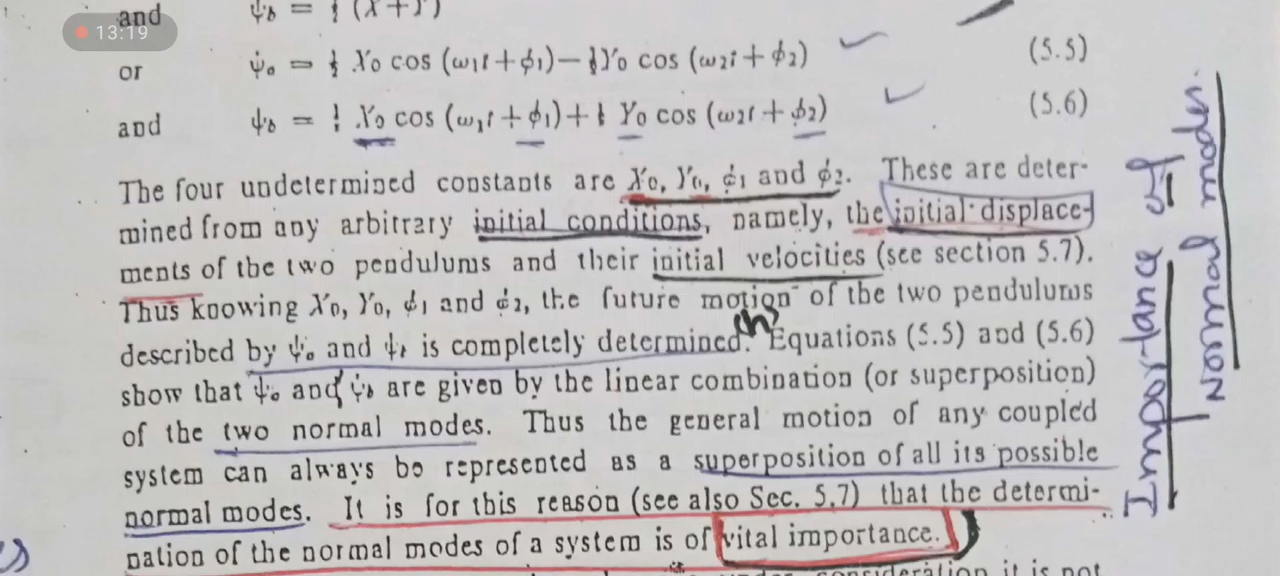 and ψb = ½ (X+Y)
13:19
or ψa = ½ X0 cos (ω1t + ϕ1) − ½ Y0 cos (ω2t + ϕ2) (5.5)
and ψb = ½ X0 cos (ω1t + ϕ1) + ½ Y0 cos (ω2t + ϕ2) (5.6)
The four undetermined constants are X0, Y0, ϕ1 and ϕ2. These are deter-
mined from any arbitrary initial conditions, namely, the initial displace-
ments of the two pendulums and their initial velocities (see section 5.7).
Thus knowing X0, Y0, ϕ1 and ϕ2, the future motion of the two pendulums
described by ψa and ψb is completely determined. Equations (5.5) and (5.6)
show that ψa and ψb are given by the linear combination (or superposition)
of the two normal modes. Thus the general motion of any coupled
system can always be represented as a superposition of all its possible
normal modes. It is for this reason (see also Sec. 5.7) that the determi-
nation of the normal modes of a system is of vital importance.
consideration it is not
Importance of
Normal modes.